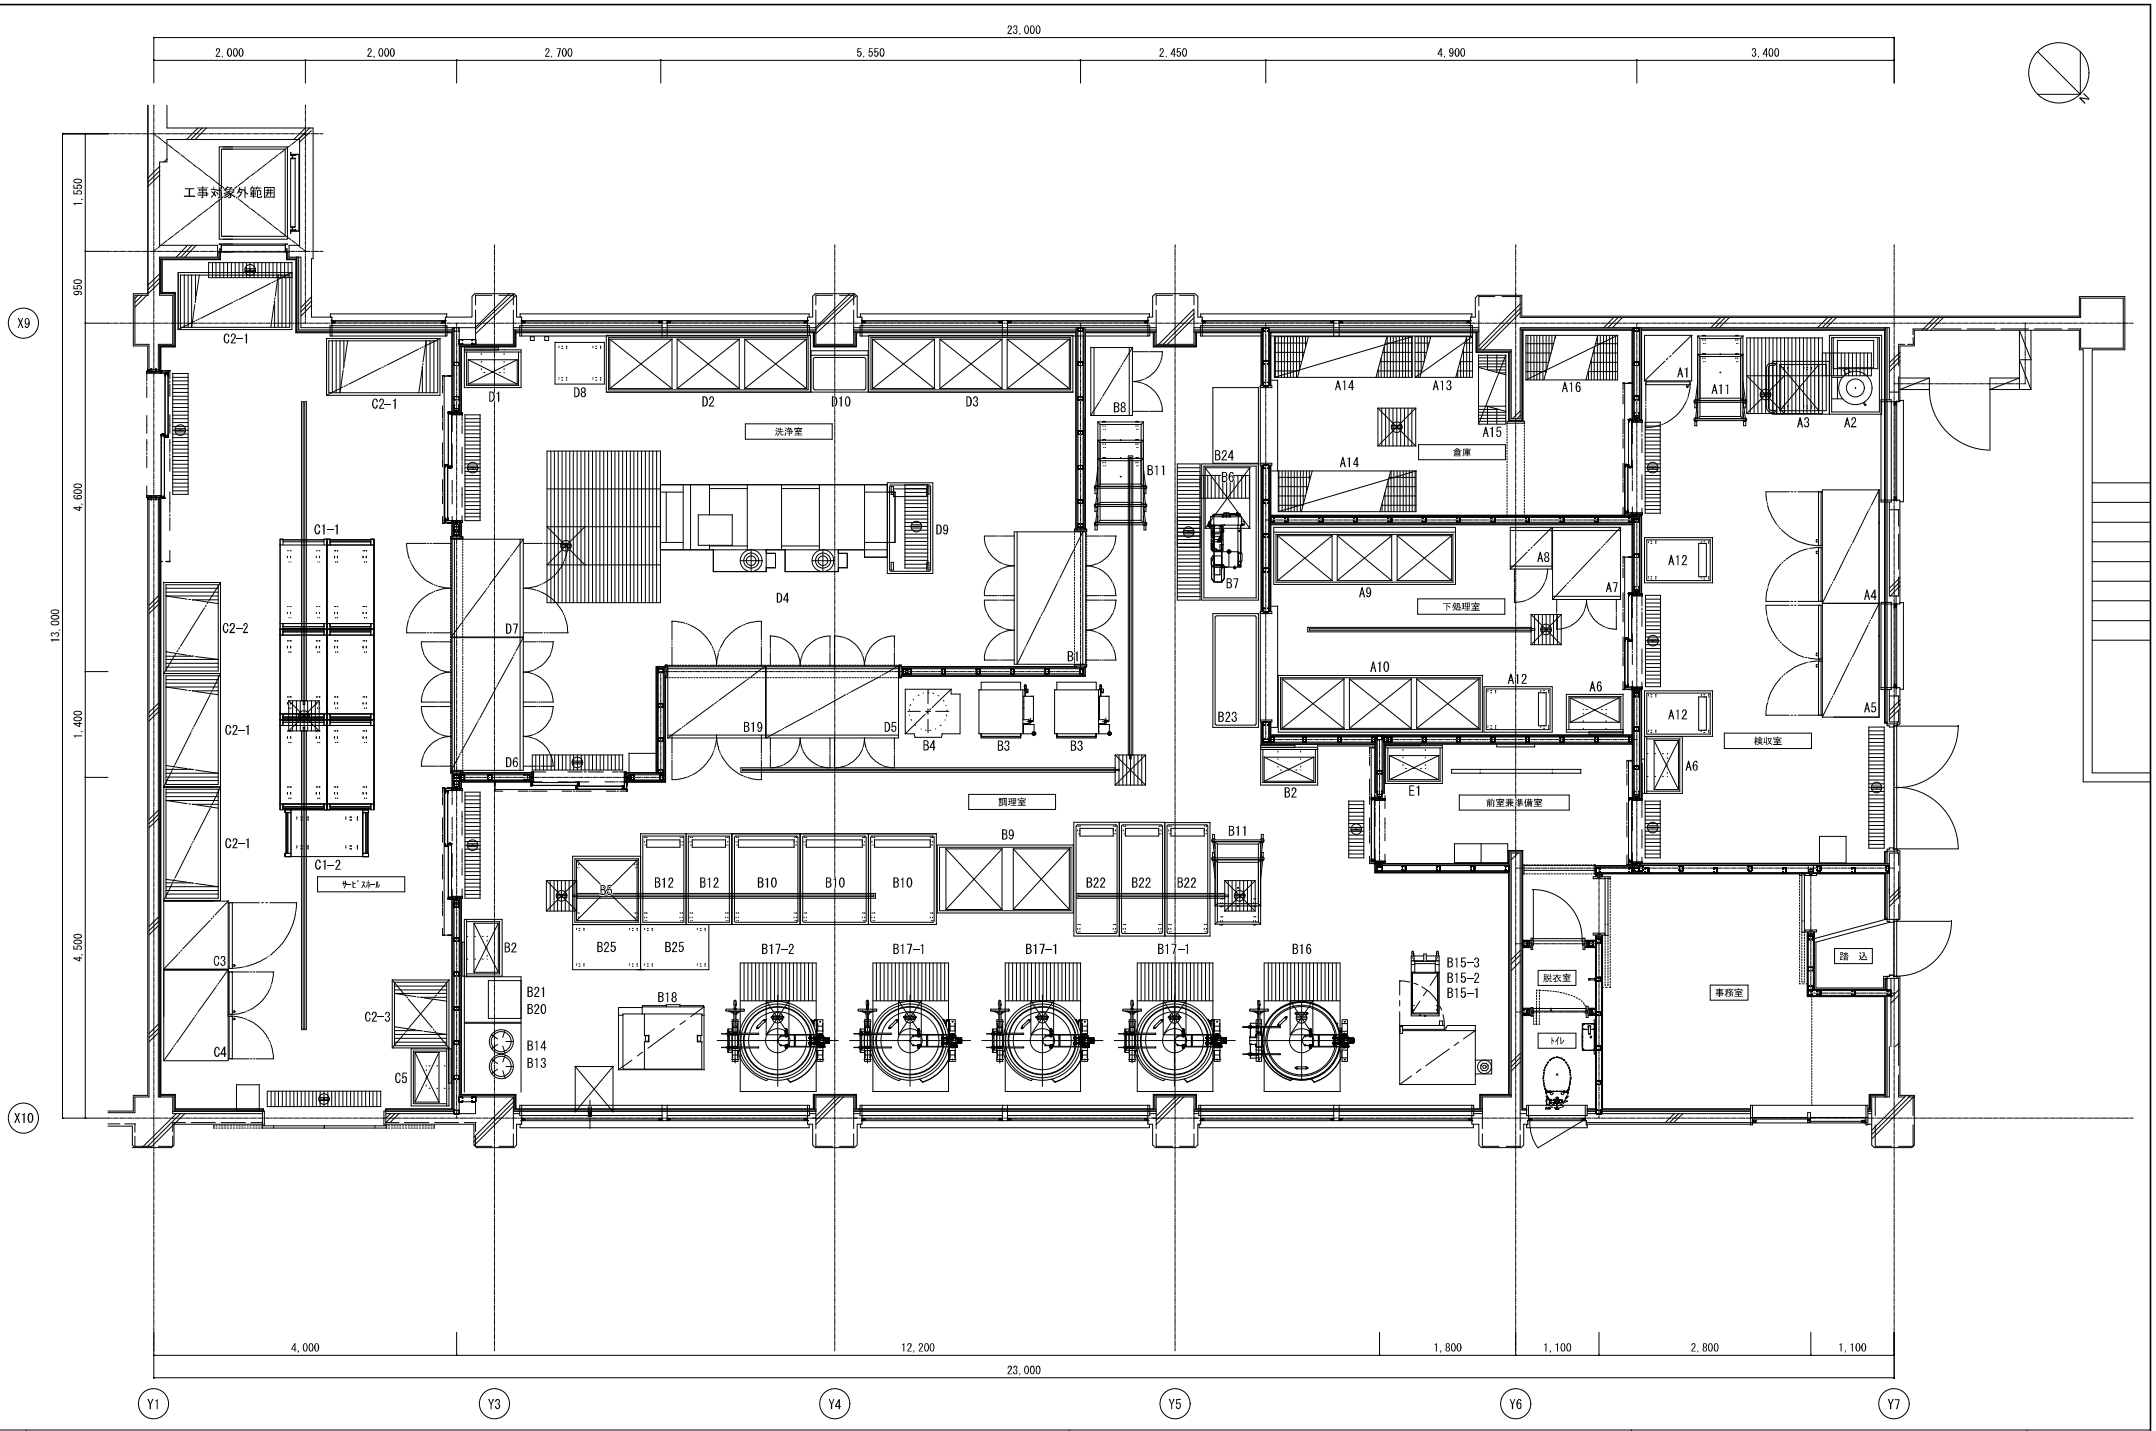 23,000
2,000
2,000
2,700
5,550
2,450
4,900
3,400
N
1,550
950
4,600
13,000
1,400
4,500
工事対象外範囲
X9
C2-1
C2-1
D1
D8
D2
D10
D3
B8
A14
A13
A16
A1
A11
A3
A2
A15
洗浄室
倉庫
B24
B11
B6
A14
C1-1
D9
B7
A12
A8
A7
A9
A4
下処理室
D4
C2-2
D7
B1
A10
A12
A6
A12
A5
C2-1
B19
D5
B4
B3
B3
B23
検収室
D6
B2
E1
A6
調理室
前室兼準備室
C2-1
C1-2
B9
B11
サービスホール
B5
B12
B12
B10
B10
B10
B22
B22
B22
B2
B25
B25
B17-2
B17-1
B17-1
B17-1
B16
C3
踏 込
B15-3
B15-2
B15-1
脱衣室
事務室
B21
B20
B18
C2-3
C4
B14
B13
トイレ
C5
X10
4,000
12,200
1,800
1,100
2,800
1,100
23,000
Y1
Y3
Y4
Y5
Y6
Y7